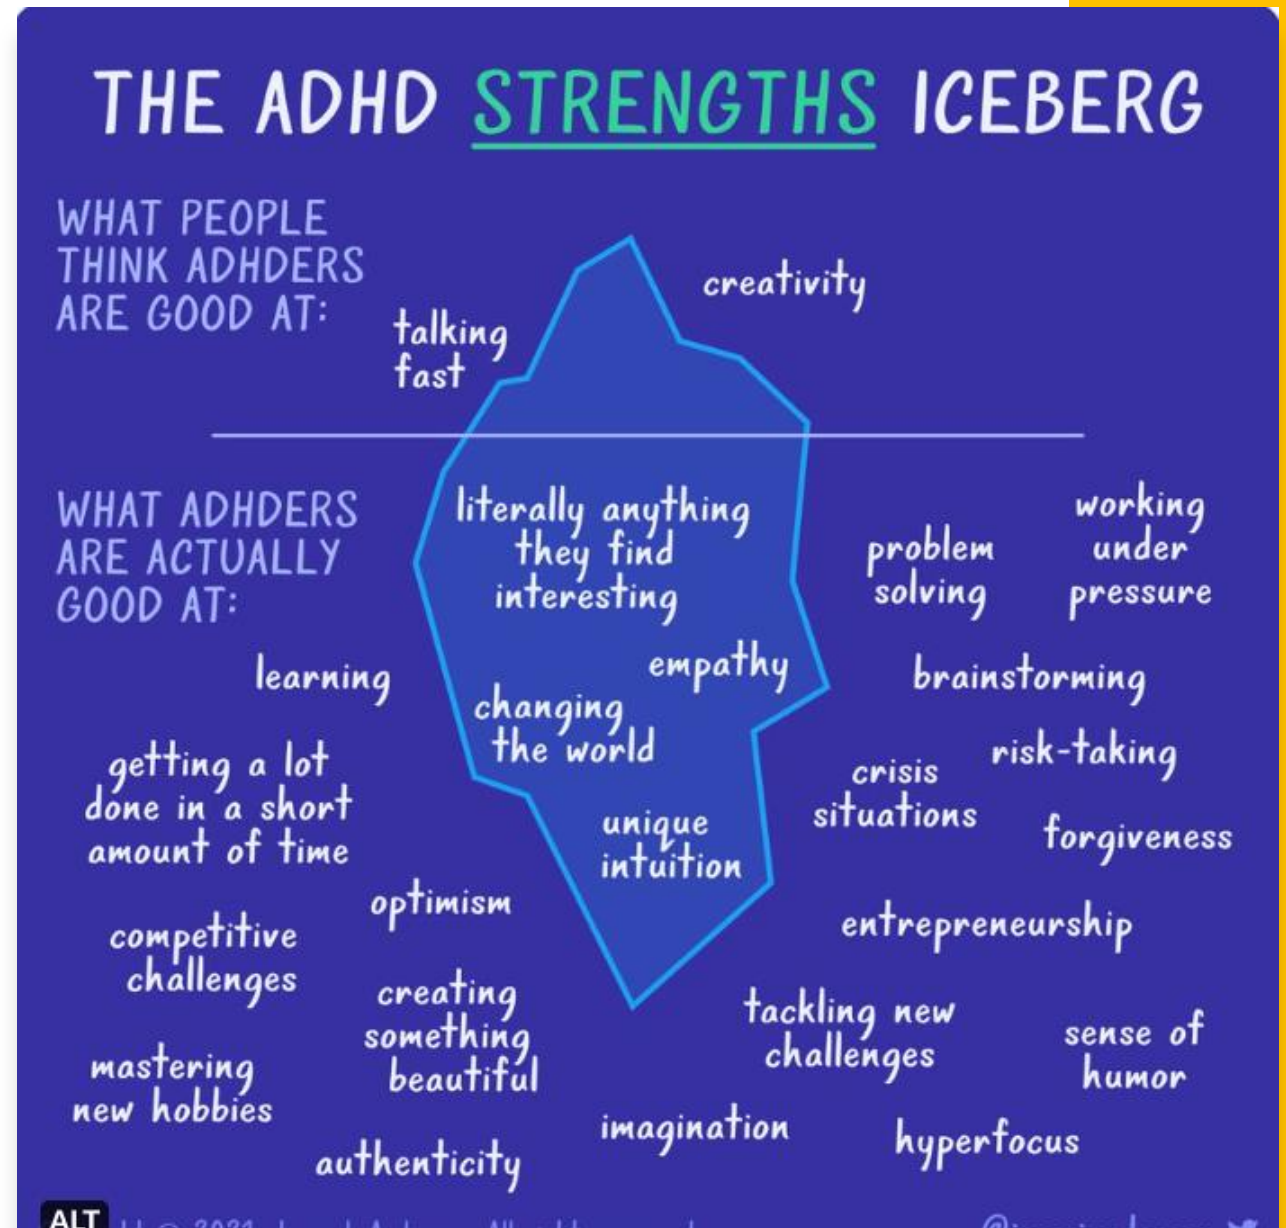 THE ADHD STRENGTHS ICEBERG
WHAT PEOPLE
THINK ADHDERS
ARE GOOD AT:
creativity
talking
fast
WHAT ADHDERS
ARE ACTUALLY
GOOD AT:
literally anything
they find
interesting
problem
solving
working
under
pressure
learning
empathy
brainstorming
changing
the world
getting a lot
done in a short
amount of time
crisis
situations
risk-taking
unique
intuition
forgiveness
optimism
competitive
challenges
entrepreneurship
creating
something
beautiful
tackling new
challenges
sense of
humor
mastering
new hobbies
imagination
hyperfocus
authenticity
ALT